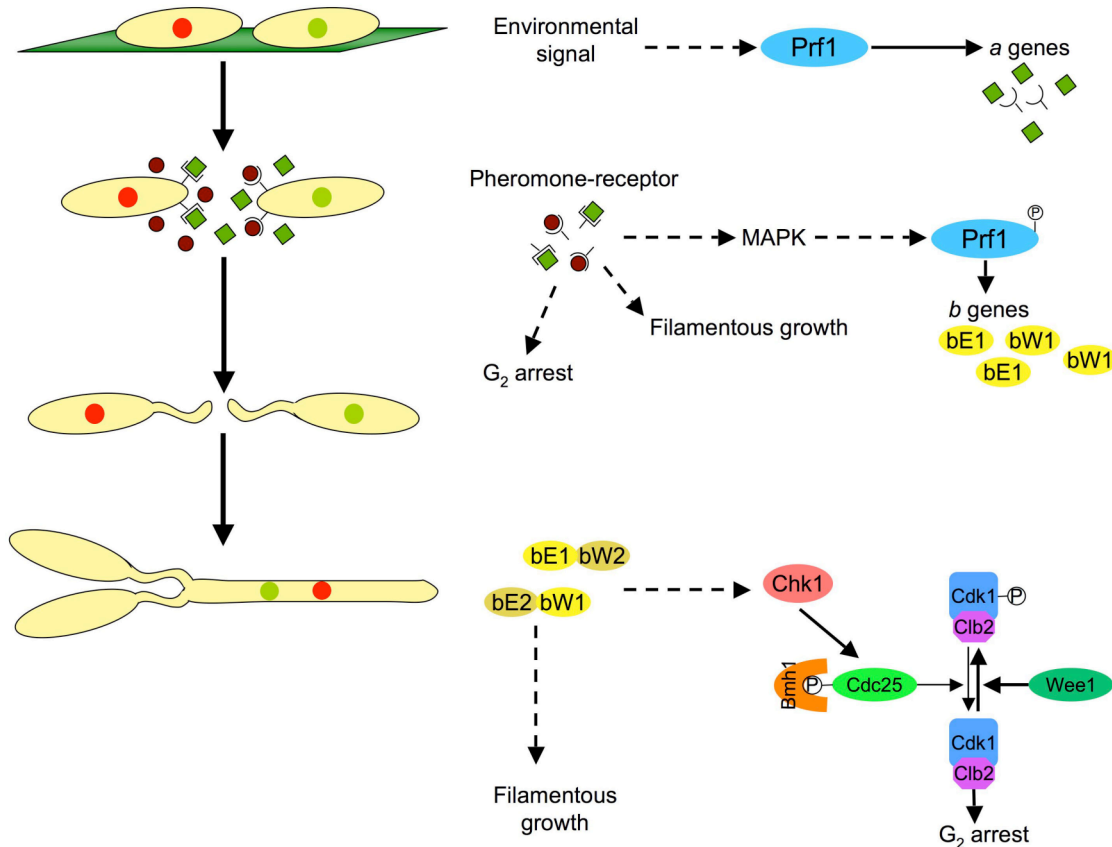 Environmental
signal
Prf1
a genes
Pheromone-receptor
MAPK
P
Prf1
b genes
bE1
bW1
bE1
bW1
Filamentous growth
G₂ arrest
bE1
bW2
bE2
bW1
Chk1
Cdk1
P
Clb2
Bmh1
P
Cdc25
Wee1
Cdk1
Clb2
G₂ arrest
Filamentous
growth